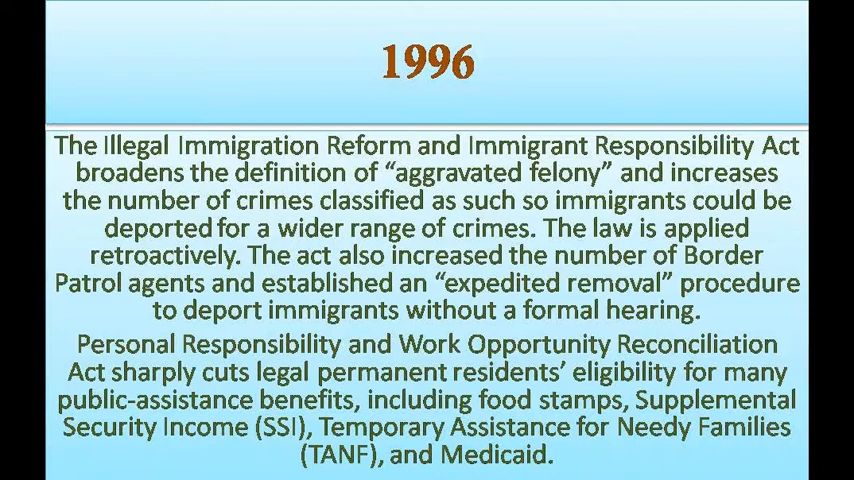 1996
The Illegal Immigration Reform and Immigrant Responsibility Act
broadens the definition of “aggravated felony” and increases
the number of crimes classified as such so immigrants could be
deported for a wider range of crimes. The law is applied
retroactively. The act also increased the number of Border
Patrol agents and established an “expedited removal” procedure
to deport immigrants without a formal hearing.
Personal Responsibility and Work Opportunity Reconciliation
Act sharply cuts legal permanent residents’ eligibility for many
public-assistance benefits, including food stamps, Supplemental
Security Income (SSI), Temporary Assistance for Needy Families
(TANF), and Medicaid.